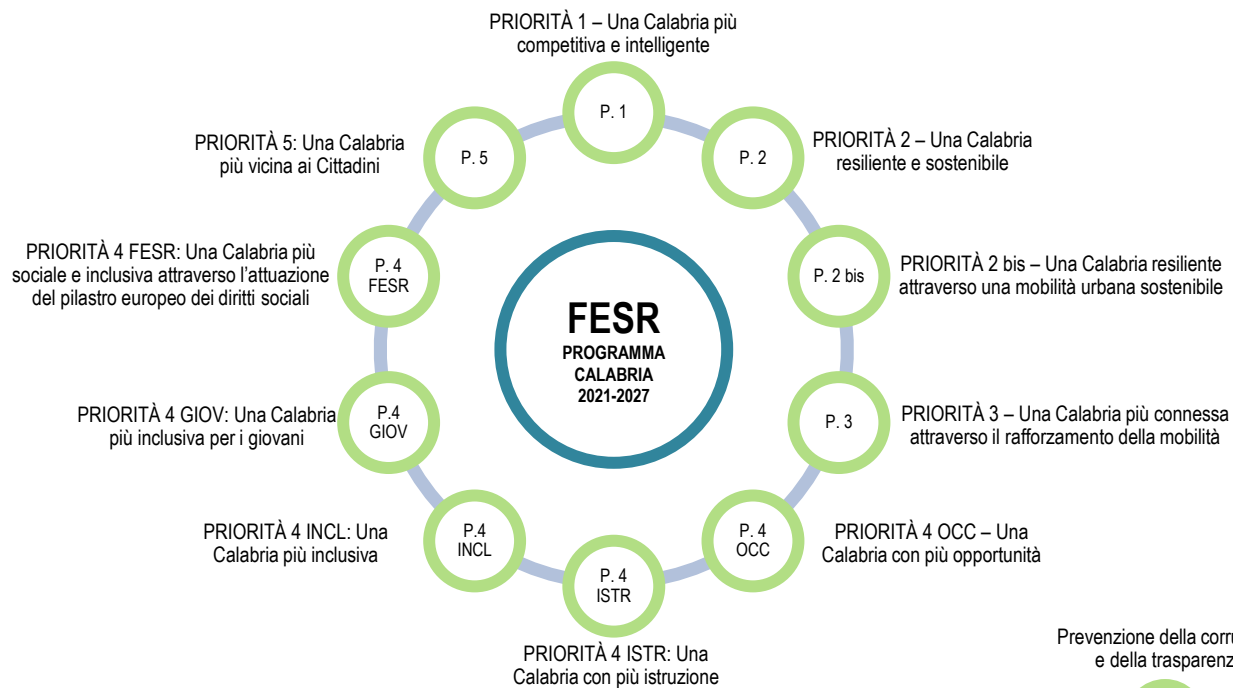 PRIORITÀ 1 – Una Calabria più
competitiva e intelligente
P. 1
PRIORITÀ 2 – Una Calabria
resiliente e sostenibile
P. 2
PRIORITÀ 2 bis – Una Calabria resiliente
attraverso una mobilità urbana sostenibile
P. 2 bis
PRIORITÀ 3 – Una Calabria più connessa
attraverso il rafforzamento della mobilità
P. 3
PRIORITÀ 4 OCC – Una
Calabria con più opportunità
P. 4
OCC
PRIORITÀ 4 ISTR: Una
Calabria con più istruzione
P. 4
ISTR
PRIORITÀ 4 INCL: Una
Calabria più inclusiva
P.4
INCL
PRIORITÀ 4 GIOV: Una Calabria
più inclusiva per i giovani
P.4
GIOV
PRIORITÀ 4 FESR: Una Calabria più
sociale e inclusiva attraverso l’attuazione
del pilastro europeo dei diritti sociali
P. 4
FESR
PRIORITÀ 5: Una Calabria
più vicina ai Cittadini
P. 5
FESR
PROGRAMMA
CALABRIA
2021-2027
Prevenzione della
e della